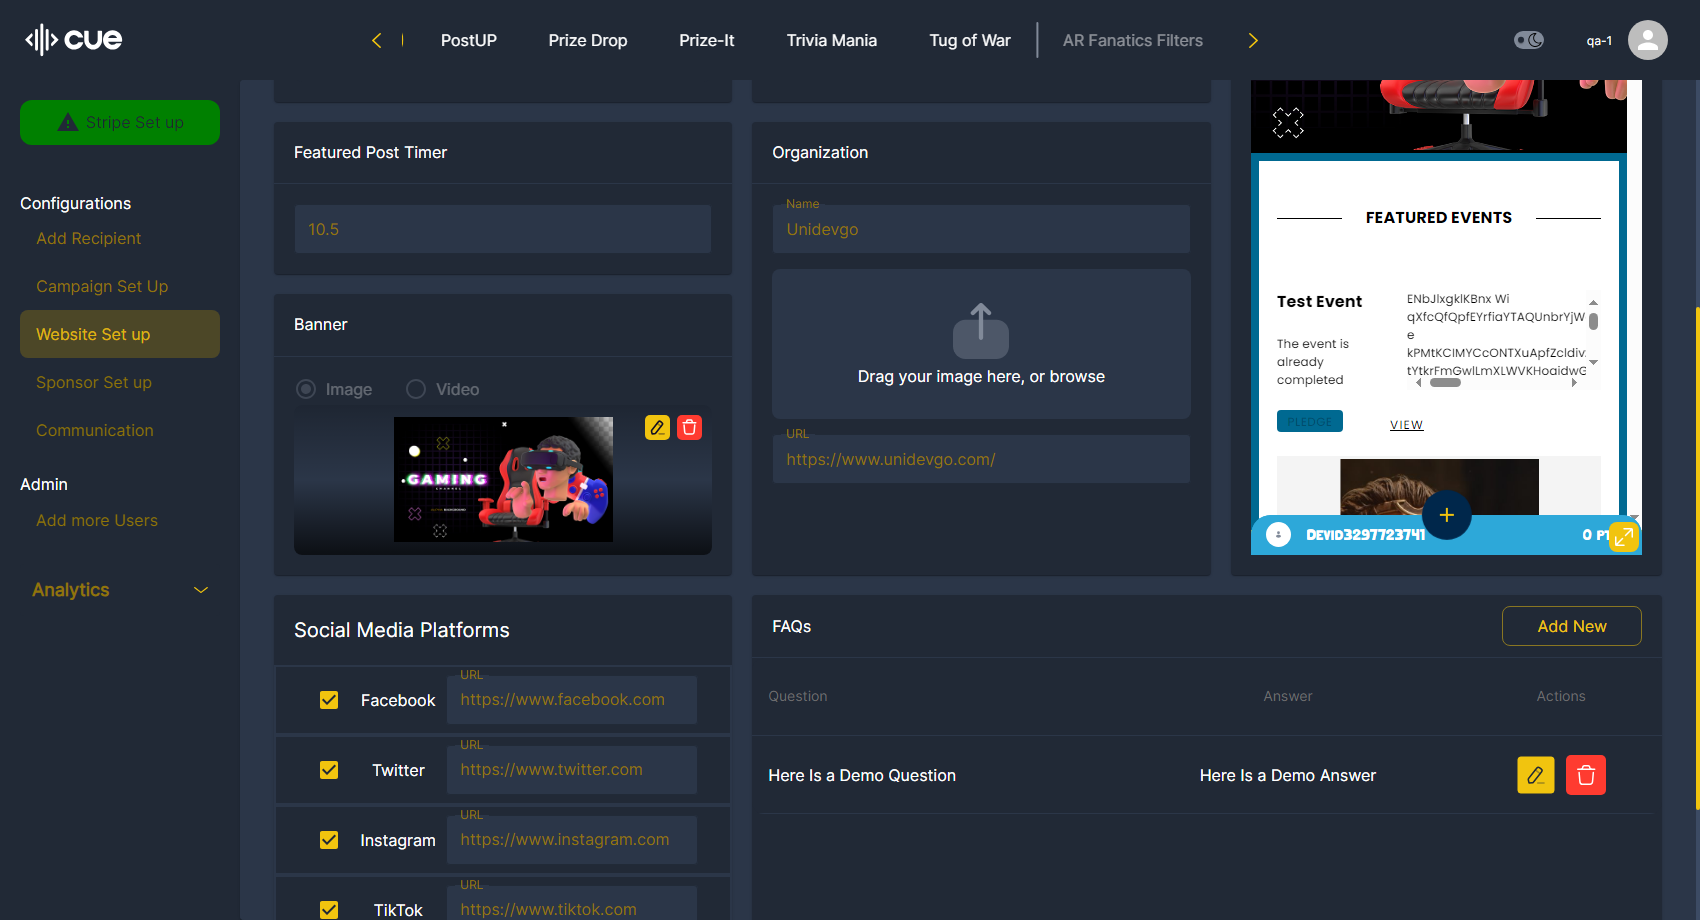 cue
PostUP
Prize Drop
Prize-It
Trivia Mania
Tug of War
AR Fanatics Filters
qa-1
Stripe Set up
Configurations
Add Recipient
Campaign Set Up
Website Set up
Sponsor Set up
Communication
Admin
Add more Users
Analytics
Featured Post Timer
10.5
Banner
Image
Video
GAMING
Organization
Name
Unidevgo
Drag your image here, or browse
URL
https://www.unidevgo.com/
FEATURED EVENTS
Test Event
The event is
already
completed
ENbJlxgklKBnx Wi
qXfcQfQpfEYrfiaYTAQUnbrYjW
e
kPMtKCIMYCcONTXuApfZcldiv
tYtkrFmGwlLmXLWVKHoaidwG
PLEDGE
VIEW
DEVID3297723741
0 PT
Social Media Platforms
Facebook
URL
https://www.facebook.com
Twitter
URL
https://www.twitter.com
Instagram
URL
https://www.instagram.com
TikTok
URL
https://www.tiktok.com
FAQs
Add New
Question
Answer
Actions
Here Is a Demo Question
Here Is a Demo Answer